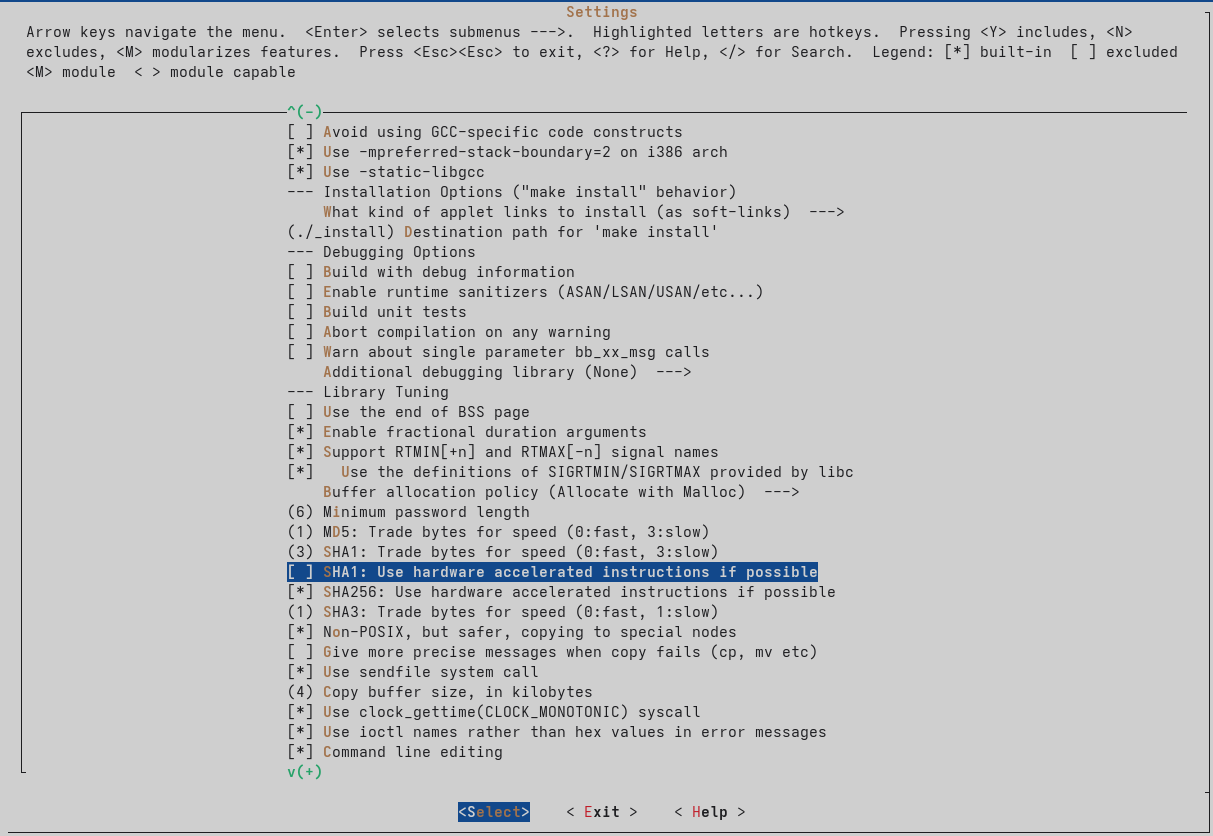 Settings
Arrow keys navigate the menu.  <Enter> selects submenus --->.  Highlighted letters are hotkeys.  Pressing <Y> includes, <N>
excludes, <M> modularizes features.  Press <Esc><Esc> to exit, <?> for Help, </> for Search.  Legend: [*] built-in  [ ] excluded
<M> module  < > module capable
^(-)
[ ] Avoid using GCC-specific code constructs
[*] Use -mpreferred-stack-boundary=2 on i386 arch
[*] Use -static-libgcc
--- Installation Options ("make install" behavior)
    What kind of applet links to install (as soft-links)  --->
(./_install) Destination path for 'make install'
--- Debugging Options
[ ] Build with debug information
[ ] Enable runtime sanitizers (ASAN/LSAN/USAN/etc...)
[ ] Build unit tests
[ ] Abort compilation on any warning
[ ] Warn about single parameter bb_xx_msg calls
    Additional debugging library (None)  --->
--- Library Tuning
[ ] Use the end of BSS page
[*] Enable fractional duration arguments
[*] Support RTMIN[+n] and RTMAX[-n] signal names
[*]   Use the definitions of SIGRTMIN/SIGRTMAX provided by libc
    Buffer allocation policy (Allocate with Malloc)  --->
(6) Minimum password length
(1) MD5: Trade bytes for speed (0:fast, 3:slow)
(3) SHA1: Trade bytes for speed (0:fast, 3:slow)
[ ] SHA1: Use hardware accelerated instructions if possible
[*] SHA256: Use hardware accelerated instructions if possible
(1) SHA3: Trade bytes for speed (0:fast, 1:slow)
[*] Non-POSIX, but safer, copying to special nodes
[ ] Give more precise messages when copy fails (cp, mv etc)
[*] Use sendfile system call
(4) Copy buffer size, in kilobytes
[*] Use clock_gettime(CLOCK_MONOTONIC) syscall
[*] Use ioctl names rather than hex values in error messages
[*] Command line editing
v(+)
<Select>    < Exit >    < Help >